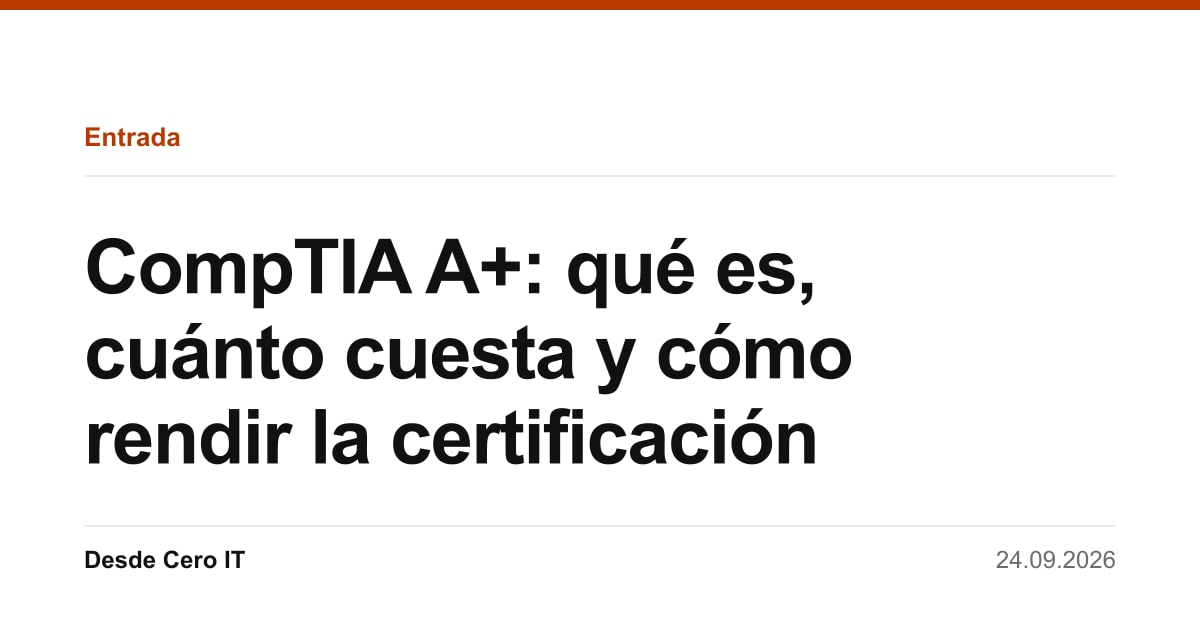 Entrada
CompTIA A+: qué es,
cuánto cuesta y cómo
rendir la certificación
Desde Cero IT
24.09.2026